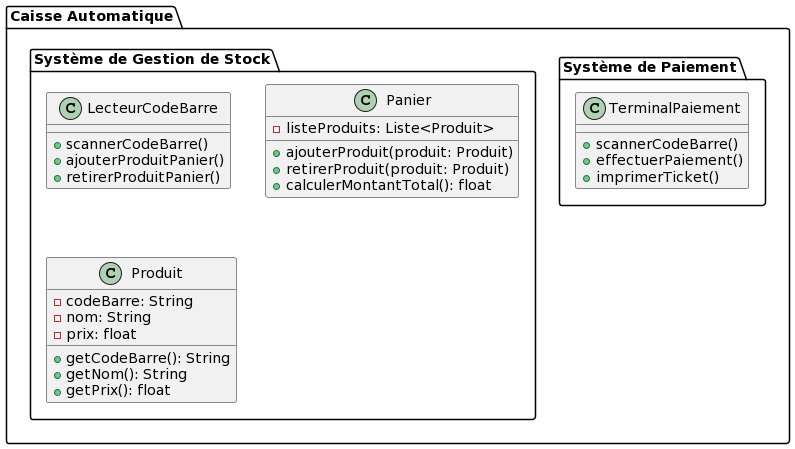 Caisse Automatique
Système de Gestion de Stock
C LecteurCodeBarre
scannerCodeBarre()
ajouterProduitPanier()
retirerProduitPanier()
C Panier
listeProduits: Liste<Produit>
ajouterProduit(produit: Produit)
retirerProduit(produit: Produit)
calculerMontantTotal(): float
C Produit
codeBarre: String
nom: String
prix: float
getCodeBarre(): String
getNom(): String
getPrix(): float
Système de Paiement
C TerminalPaiement
scannerCodeBarre()
effectuerPaiement()
imprimerTicket()